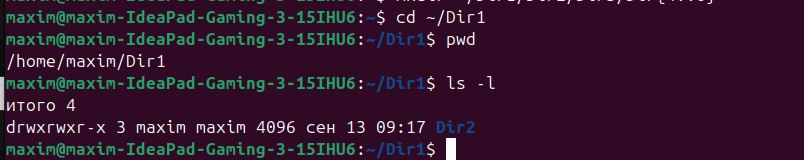 maxim@maxim-IdeaPad-Gaming-3-15IHU6:~$ cd ~/Dir1
maxim@maxim-IdeaPad-Gaming-3-15IHU6:~/Dir1$ pwd
/home/maxim/Dir1
maxim@maxim-IdeaPad-Gaming-3-15IHU6:~/Dir1$ ls -l
итого 4
drwxrwxr-x 3 maxim maxim 4096 сен 13 09:17 Dir2
maxim@maxim-IdeaPad-Gaming-3-15IHU6:~/Dir1$